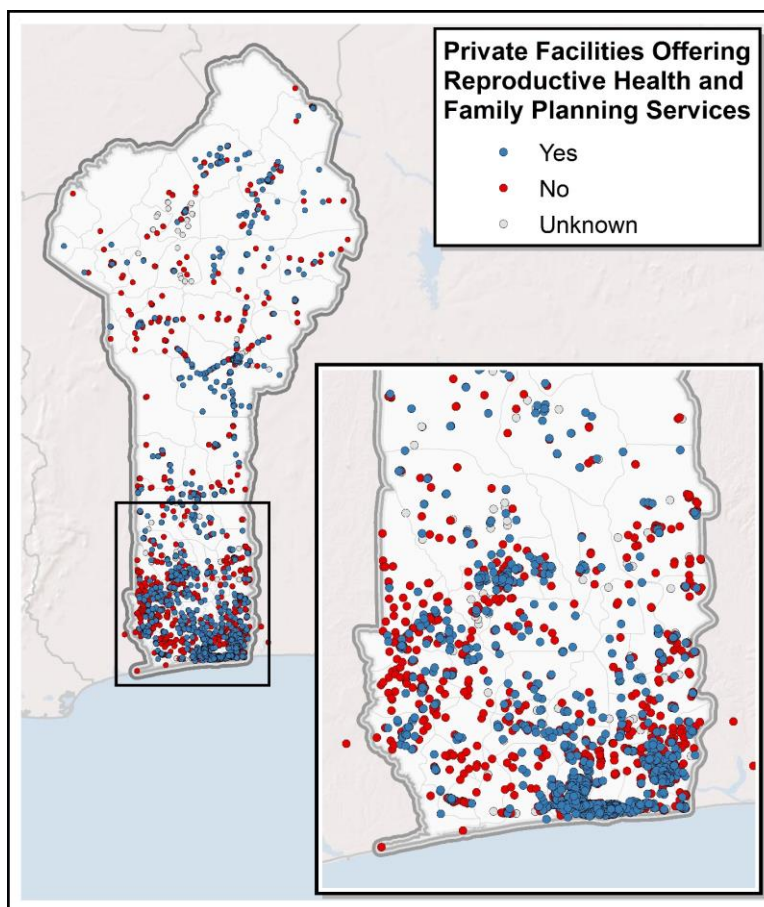 Private Facilities Offering
Reproductive Health and
Family Planning Services
Yes
No
Unknown